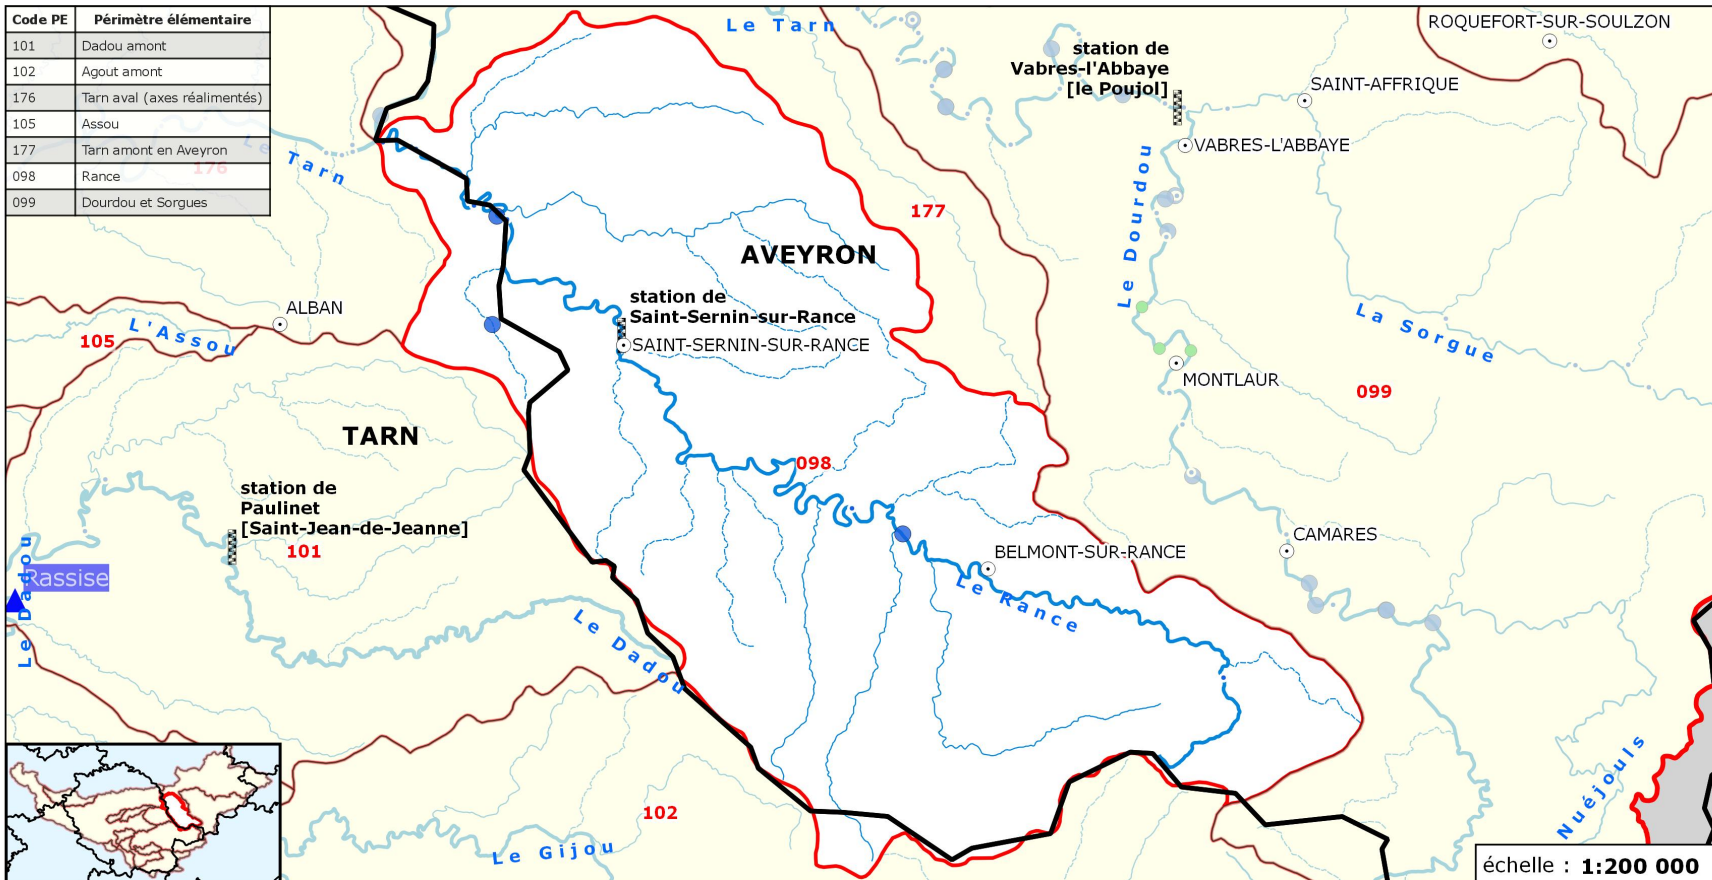 Code PE Périmètre élémentaire
101 Dadou amont
102 Agout amont
176 Tarn aval (axes réalimentés)
105 Assou
177 Tarn amont en Aveyron
098 Rance
099 Dourdou et Sorgues
Le Tarn
ROQUEFORT-SUR-SOULZON
station de
Vabres-l'Abbaye
[le Poujol]
SAINT-AFFRIQUE
VABRES-L'ABBAYE
Le Tarn
176
177
Le Dourdou
AVEYRON
station de
Saint-Sernin-sur-Rance
SAINT-SERNIN-SUR-RANCE
ALBAN
L'Assou
105
La Sorgue
MONTLAUR
099
TARN
098
station de
Paulinet
[Saint-Jean-de-Jeanne]
101
Rassise
Le Dadou
CAMARES
BELMONT-SUR-RANCE
Le Rance
Le Dadou
102
Le Gijou
Nuéjouls
échelle : 1:200 000